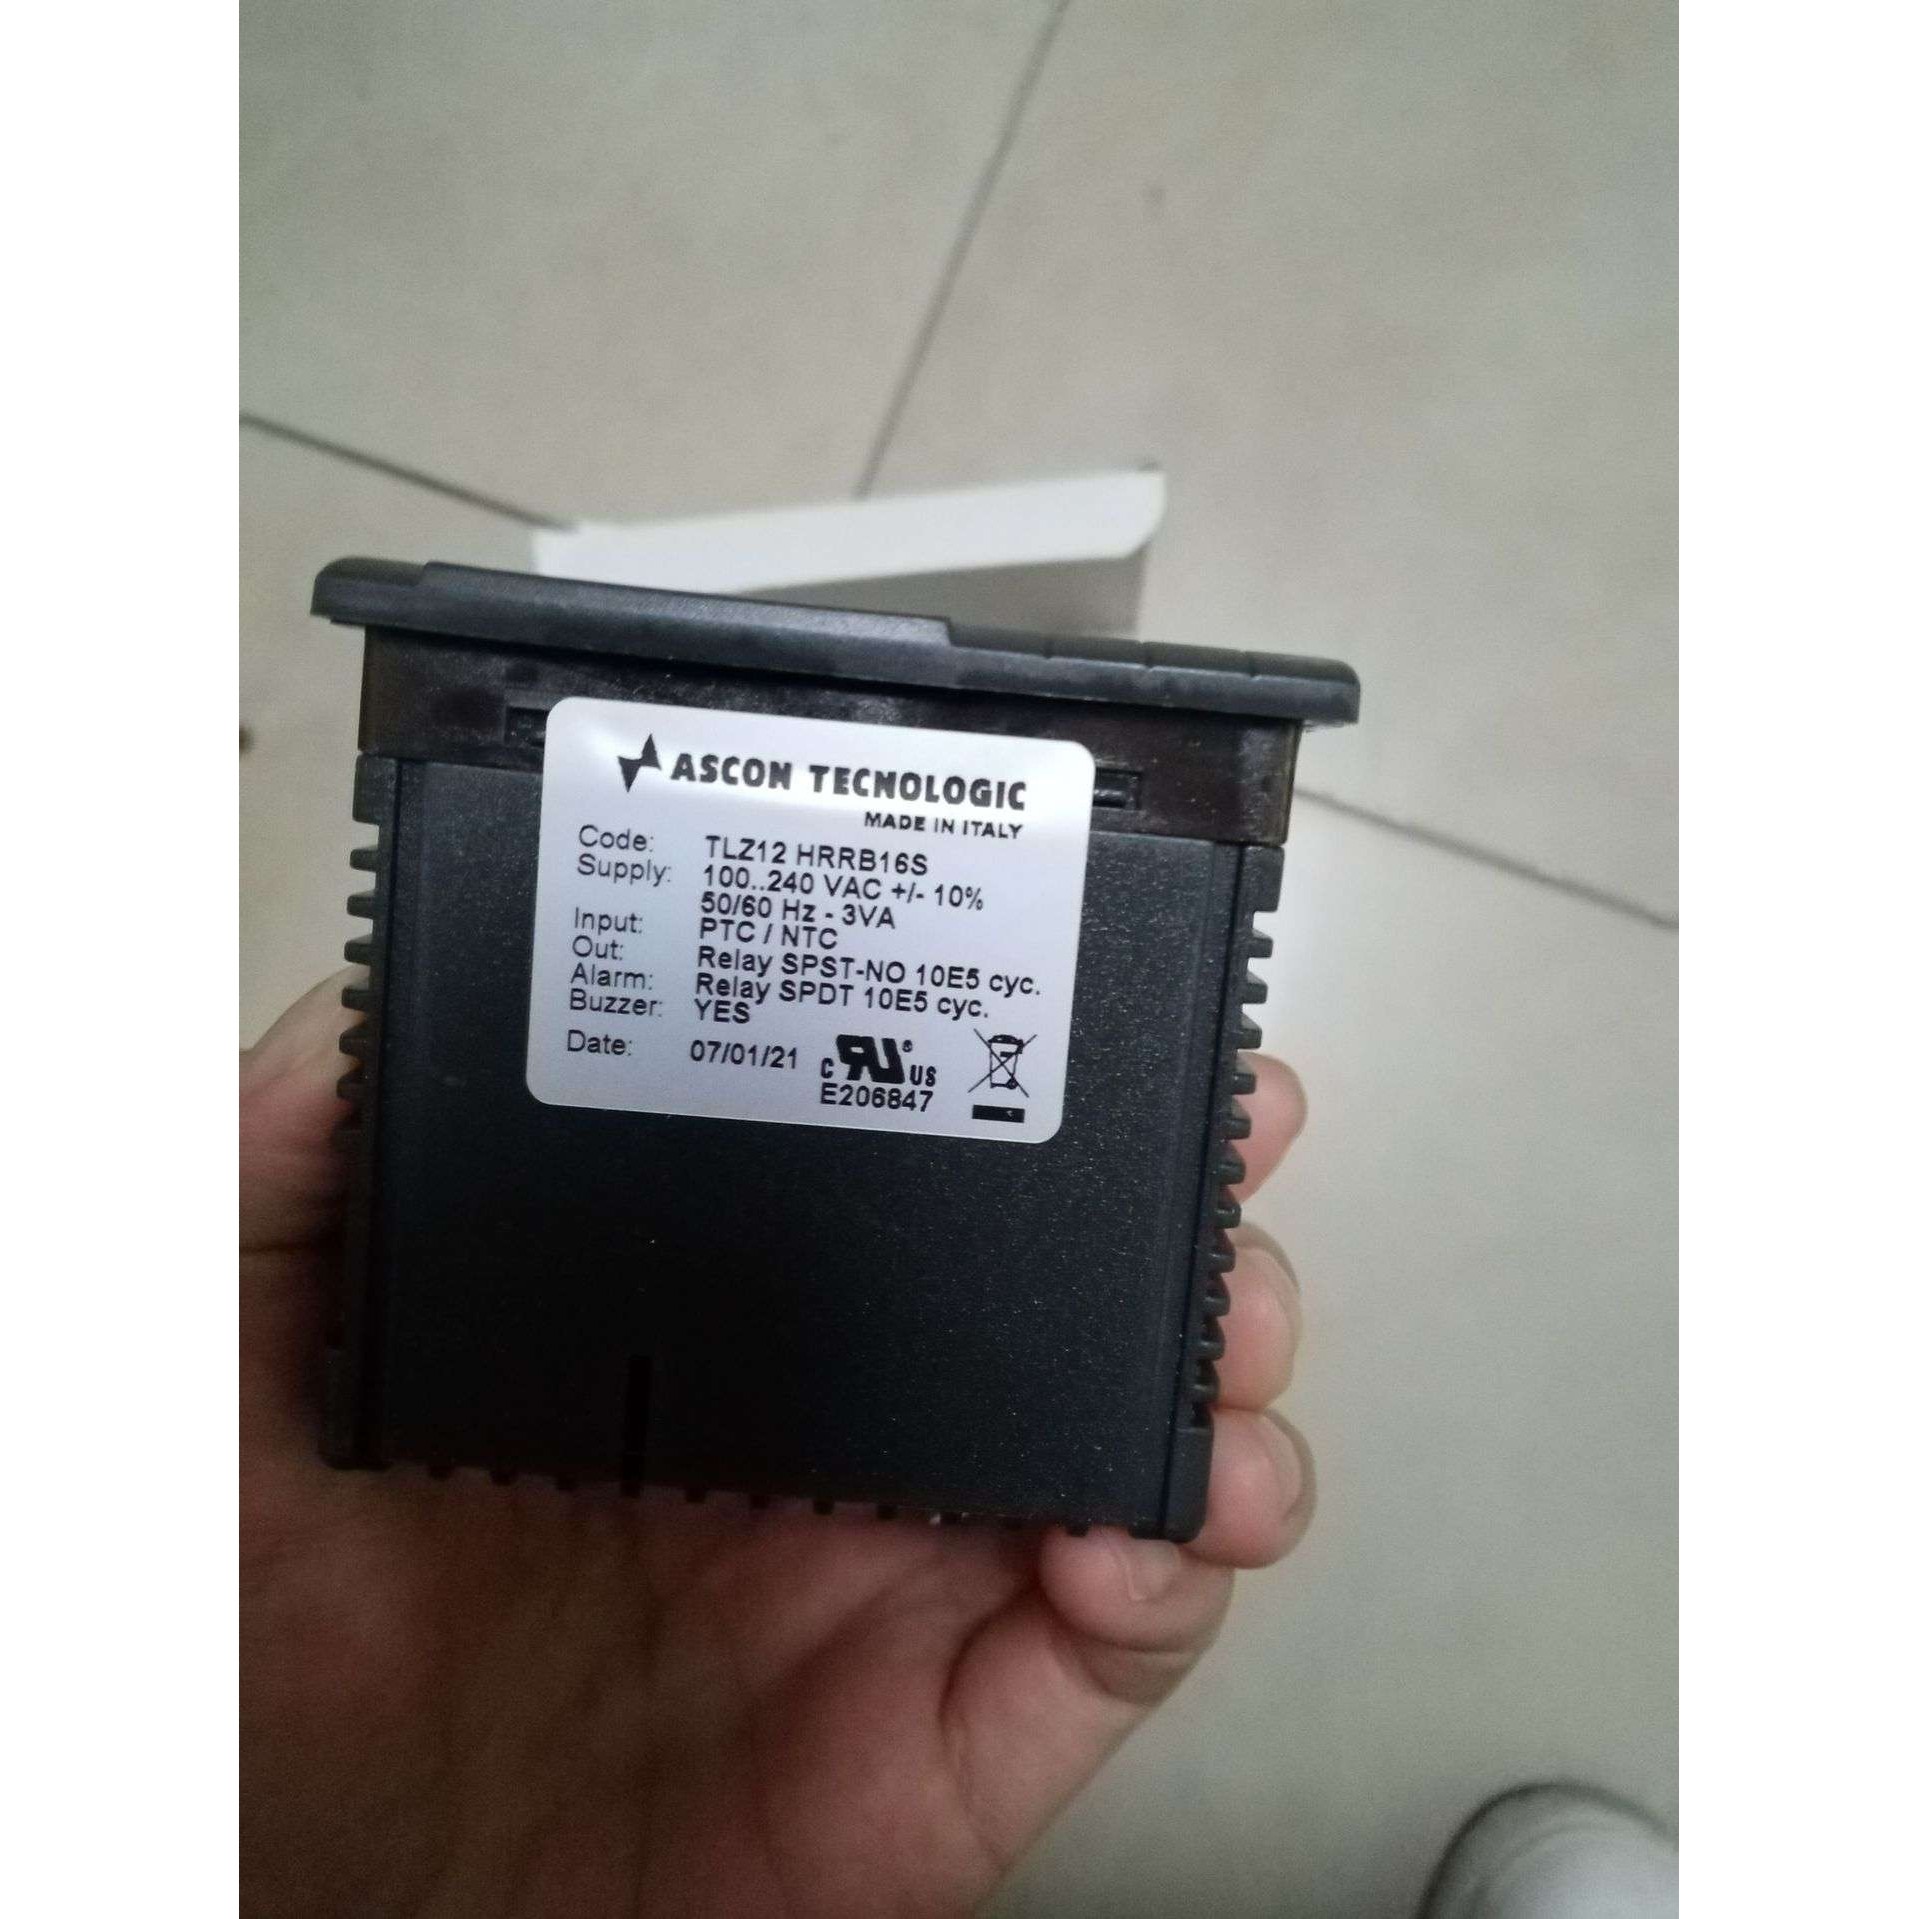 ASCON TECNOLOGIC
MADE IN ITALY
Code: TLZ12 HRRB16S
Supply: 100..240 VAC +/- 10%
50/60 Hz - 3VA
Input: PTC / NTC
Out: Relay SPST-NO 10E5 cyc.
Alarm: Relay SPDT 10E5 cyc.
Buzzer: YES
Date: 07/01/21
c RU ® US
E206847